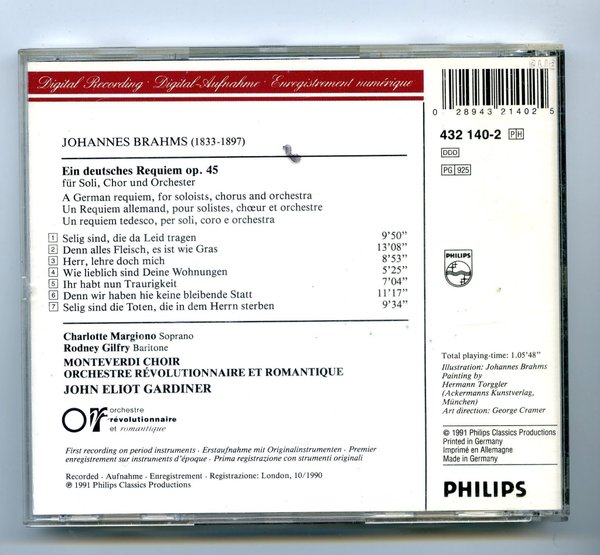 Digital Recording · Digital-Aufnahme · Enregistrement numérique
JOHANNES BRAHMS (1833-1897)
Ein deutsches Requiem op. 45
für Soli, Chor und Orchester
A German requiem, for soloists, chorus and orchestra
Un Requiem allemand, pour solistes, chœur et orchestre
Un requiem tedesco, per soli, coro e orchestra
1 Selig sind, die da Leid tragen 9'50"
2 Denn alles Fleisch, es ist wie Gras 13'08"
3 Herr, lehre doch mich 8'53"
4 Wie lieblich sind Deine Wohnungen 5'25"
5 Ihr habt nun Traurigkeit 7'04"
6 Denn wir haben hie keine bleibende Statt 11'17"
7 Selig sind die Toten, die in dem Herrn sterben 9'34"
Charlotte Margiono Soprano
Rodney Gilfry Baritone
MONTEVERDI CHOIR
ORCHESTRE RÉVOLUTIONNAIRE ET ROMANTIQUE
JOHN ELIOT GARDINER
orchestre
révolutionnaire
et romantique
First recording on period instruments · Erstaufnahme mit Originalinstrumenten · Premier
enregistrement sur instruments d'époque · Prima registrazione con strumenti originali
Recorded · Aufnahme · Enregistrement · Registrazione: London, 10/1990
℗ 1991 Philips Classics Productions
0 28943 21402 5
432 140-2 PH
DDD
PG 925
PHILIPS
Total playing-time: 1.05'48"
Illustration: Johannes Brahms
Painting by
Hermann Torggler
(Ackermanns Kunstverlag,
München)
Art direction: George Cramer
© 1991 Philips Classics Productions
Printed in Germany
Imprimé en Allemagne
Made in Germany
PHILIPS